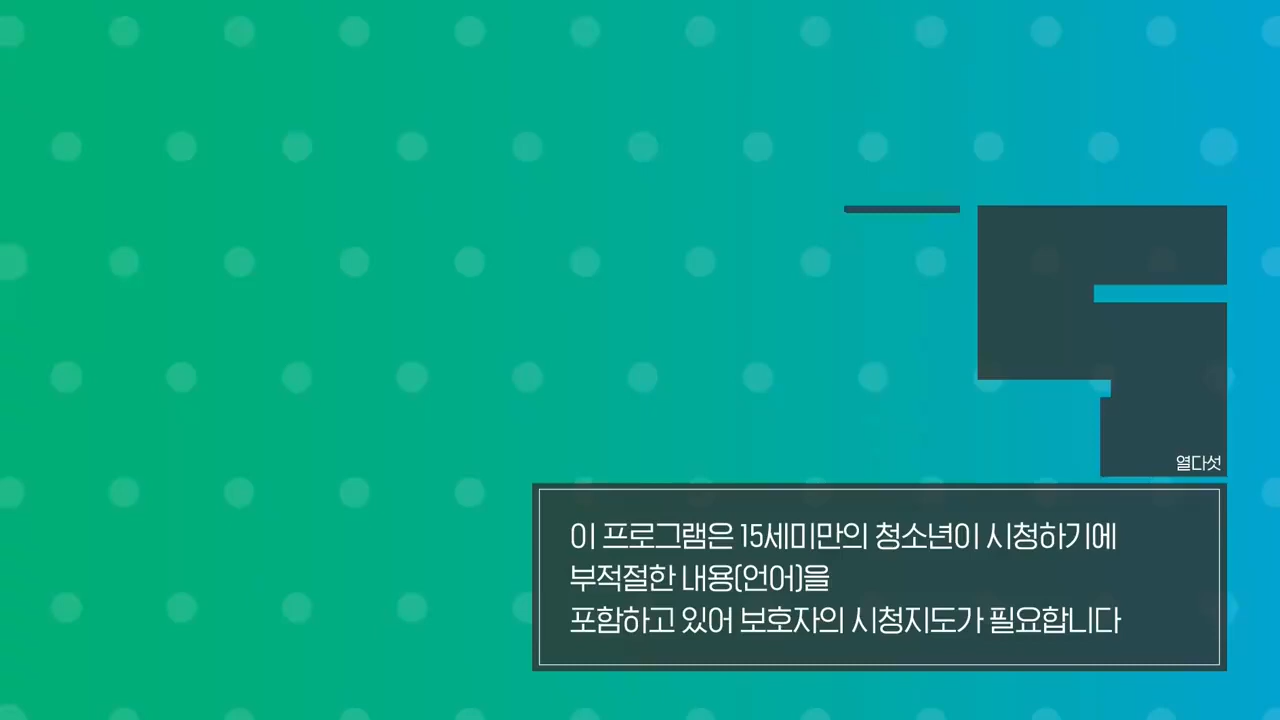 열다섯
이 프로그램은 15세미만의 청소년이 시청하기에
부적절한 내용(언어)을
포함하고 있어 보호자의 시청지도가 필요합니다